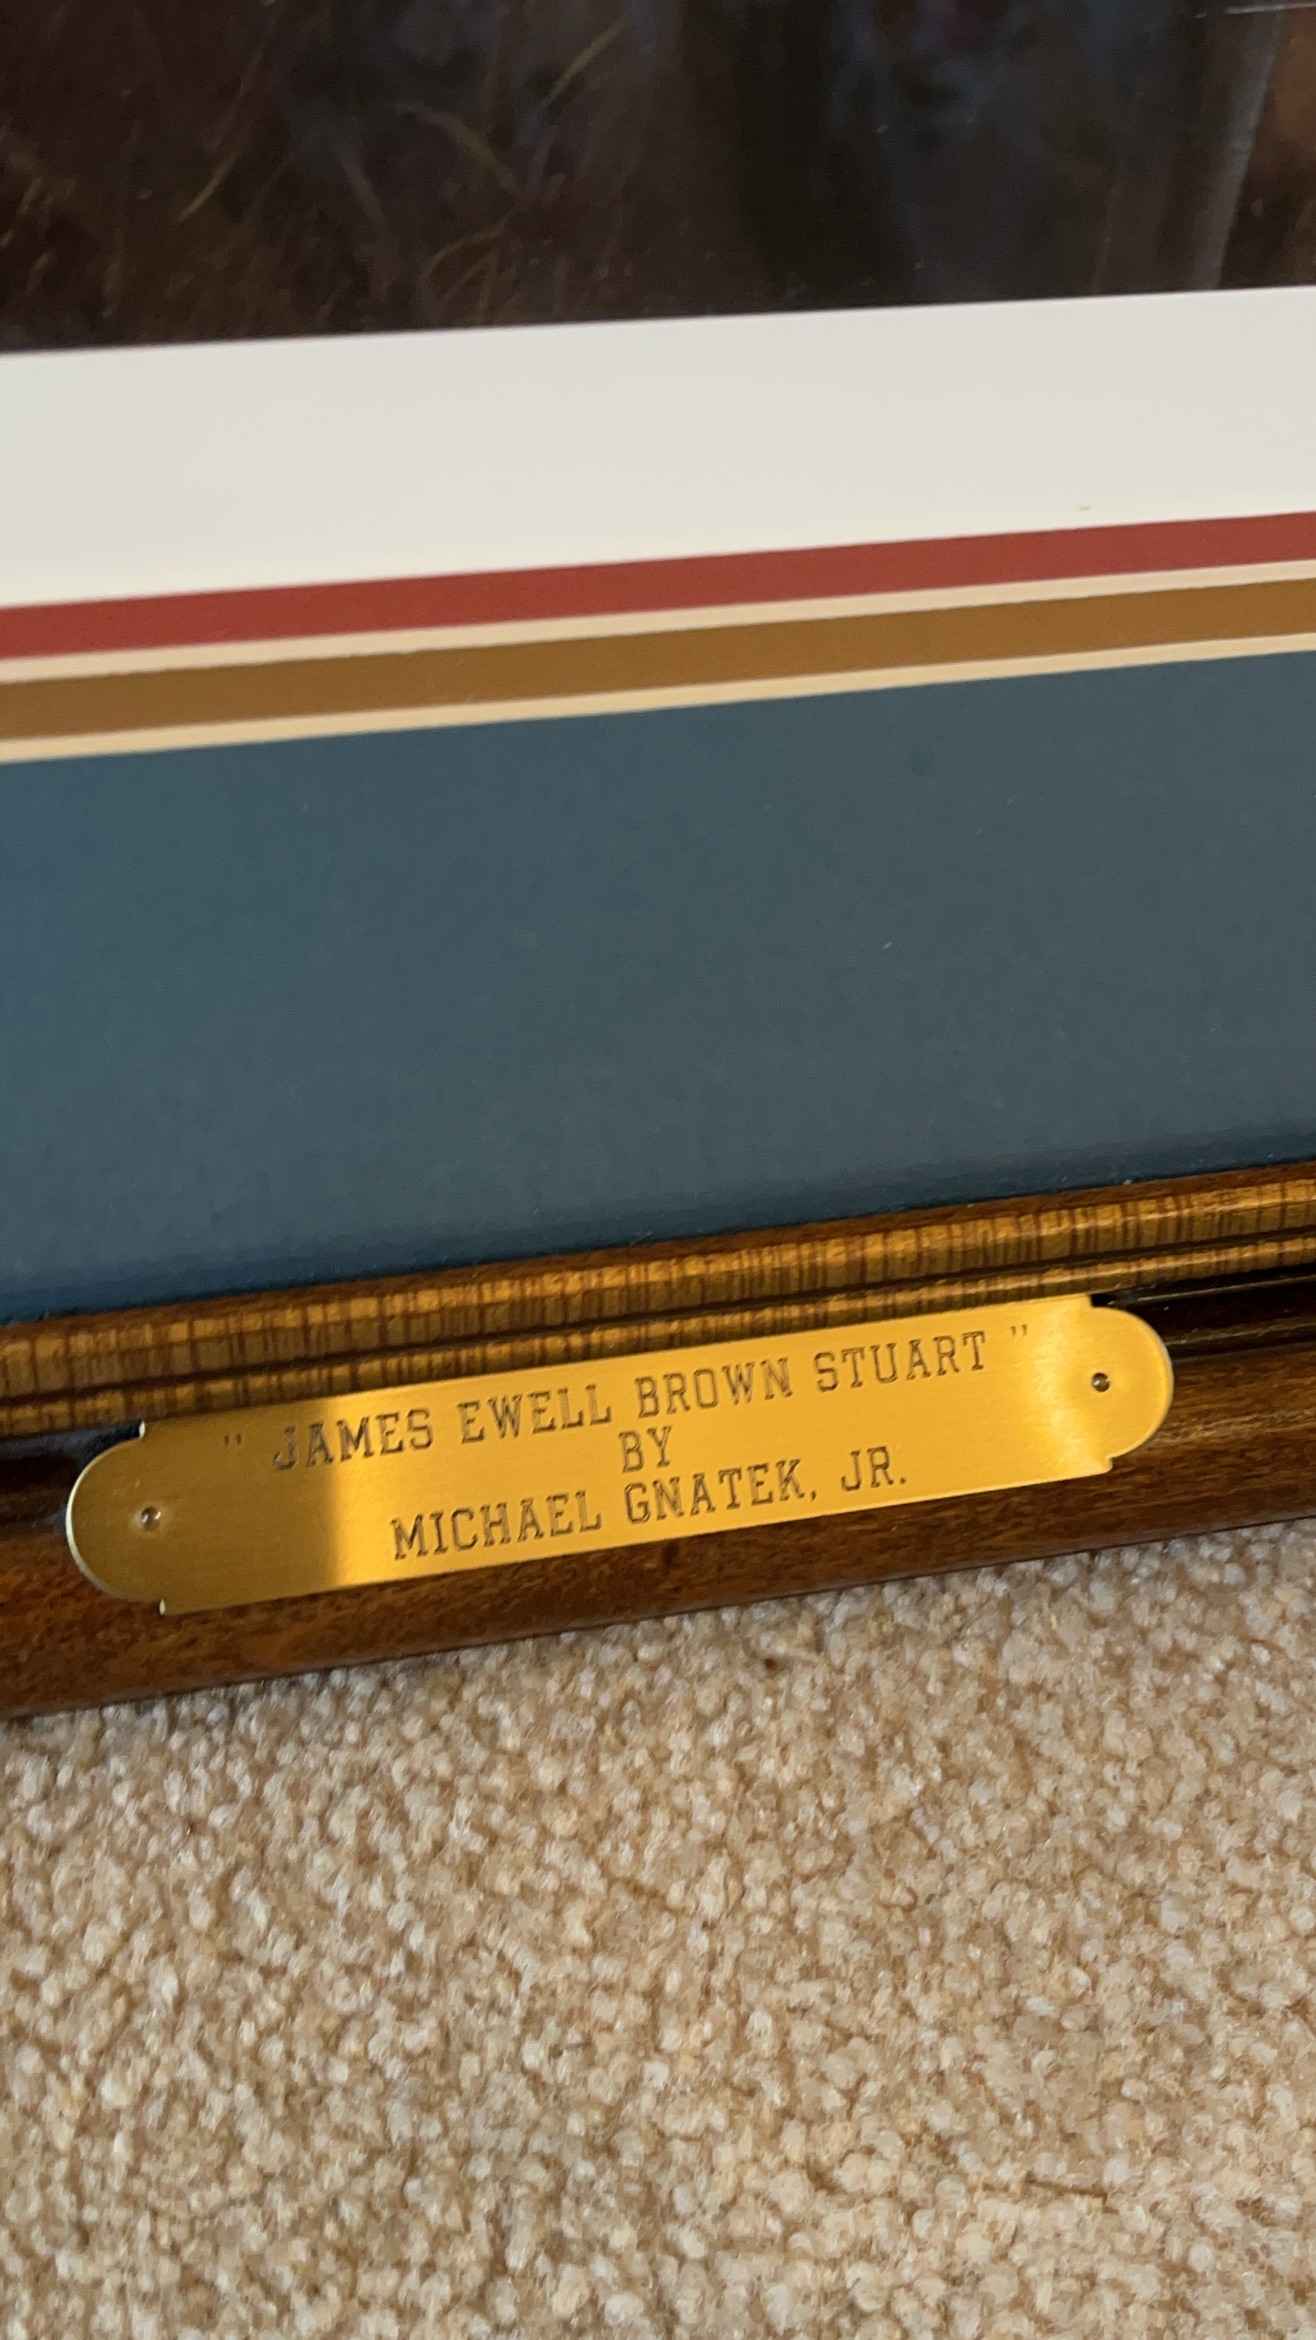 " JAMES EWELL BROWN STUART "
BY
MICHAEL GNATEK, JR.